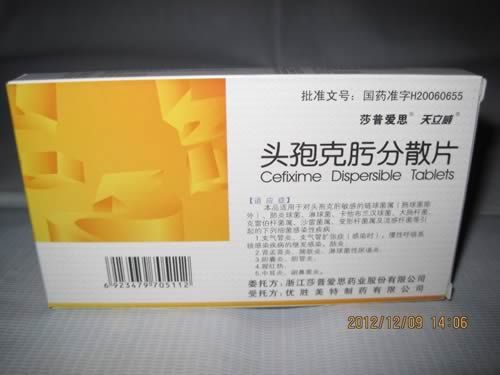 批准文号：国药准字H20060655
莎普爱思® 天立威®
头孢克肟分散片
Cefixime Dispersible Tablets
【适应症】
本品适用于对头孢克肟敏感的链球菌属（肠球菌除
外）、肺炎球菌、淋球菌、卡他布兰汉球菌、大肠杆菌、
克雷伯杆菌属、沙雷菌属、变形杆菌属及流感杆菌等引
起的下列细菌感染性疾病
1.支气管炎、支气管扩张症（感染时），慢性呼吸系
统感染疾病的继发感染，肺炎
2.肾盂肾炎、膀胱炎、淋球菌性尿道炎
3.胆囊炎、胆管炎
4.猩红热
5.中耳炎、副鼻窦炎。
委托方：浙江莎普爱思药业股份有限公司
受托方：优胜美特制药有限公司
6923479705112
2012/12/09 14:06